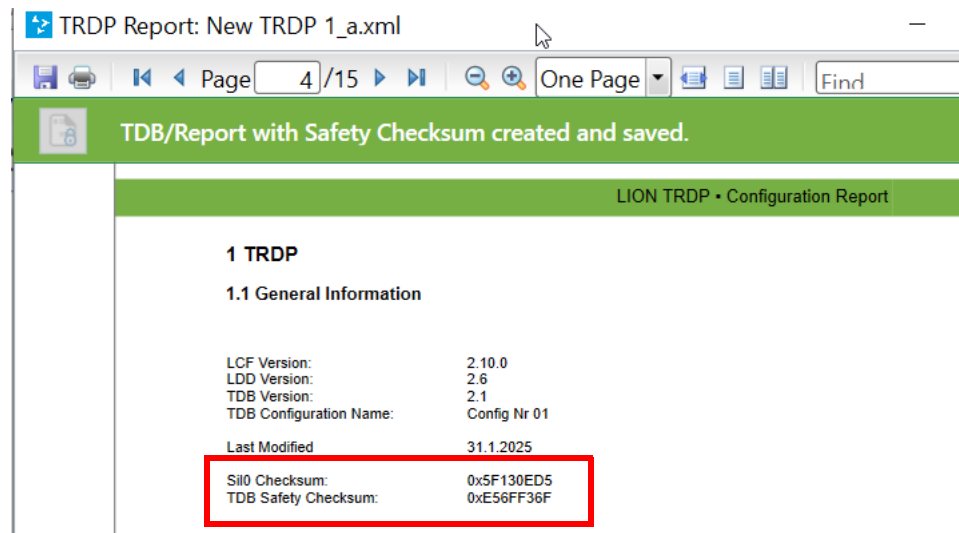 TRDP Report: New TRDP 1_a.xml
Page 4 /15 One Page Find
TDB/Report with Safety Checksum created and saved.
LION TRDP • Configuration Report
1 TRDP
1.1 General Information
LCF Version: 2.10.0
LDD Version: 2.6
TDB Version: 2.1
TDB Configuration Name: Config Nr 01
Last Modified 31.1.2025
Sil0 Checksum: 0x5F130ED5
TDB Safety Checksum: 0xE56FF36F